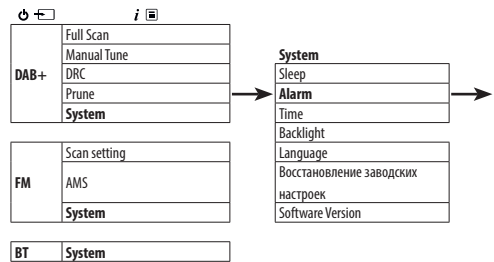 i
Full Scan
Manual Tune
DAB+
DRC
Prune
System
Scan setting
FM
AMS
System
BT
System
System
Sleep
Alarm
Time
Backlight
Language
Восстановление заводских
настроек
Software Version